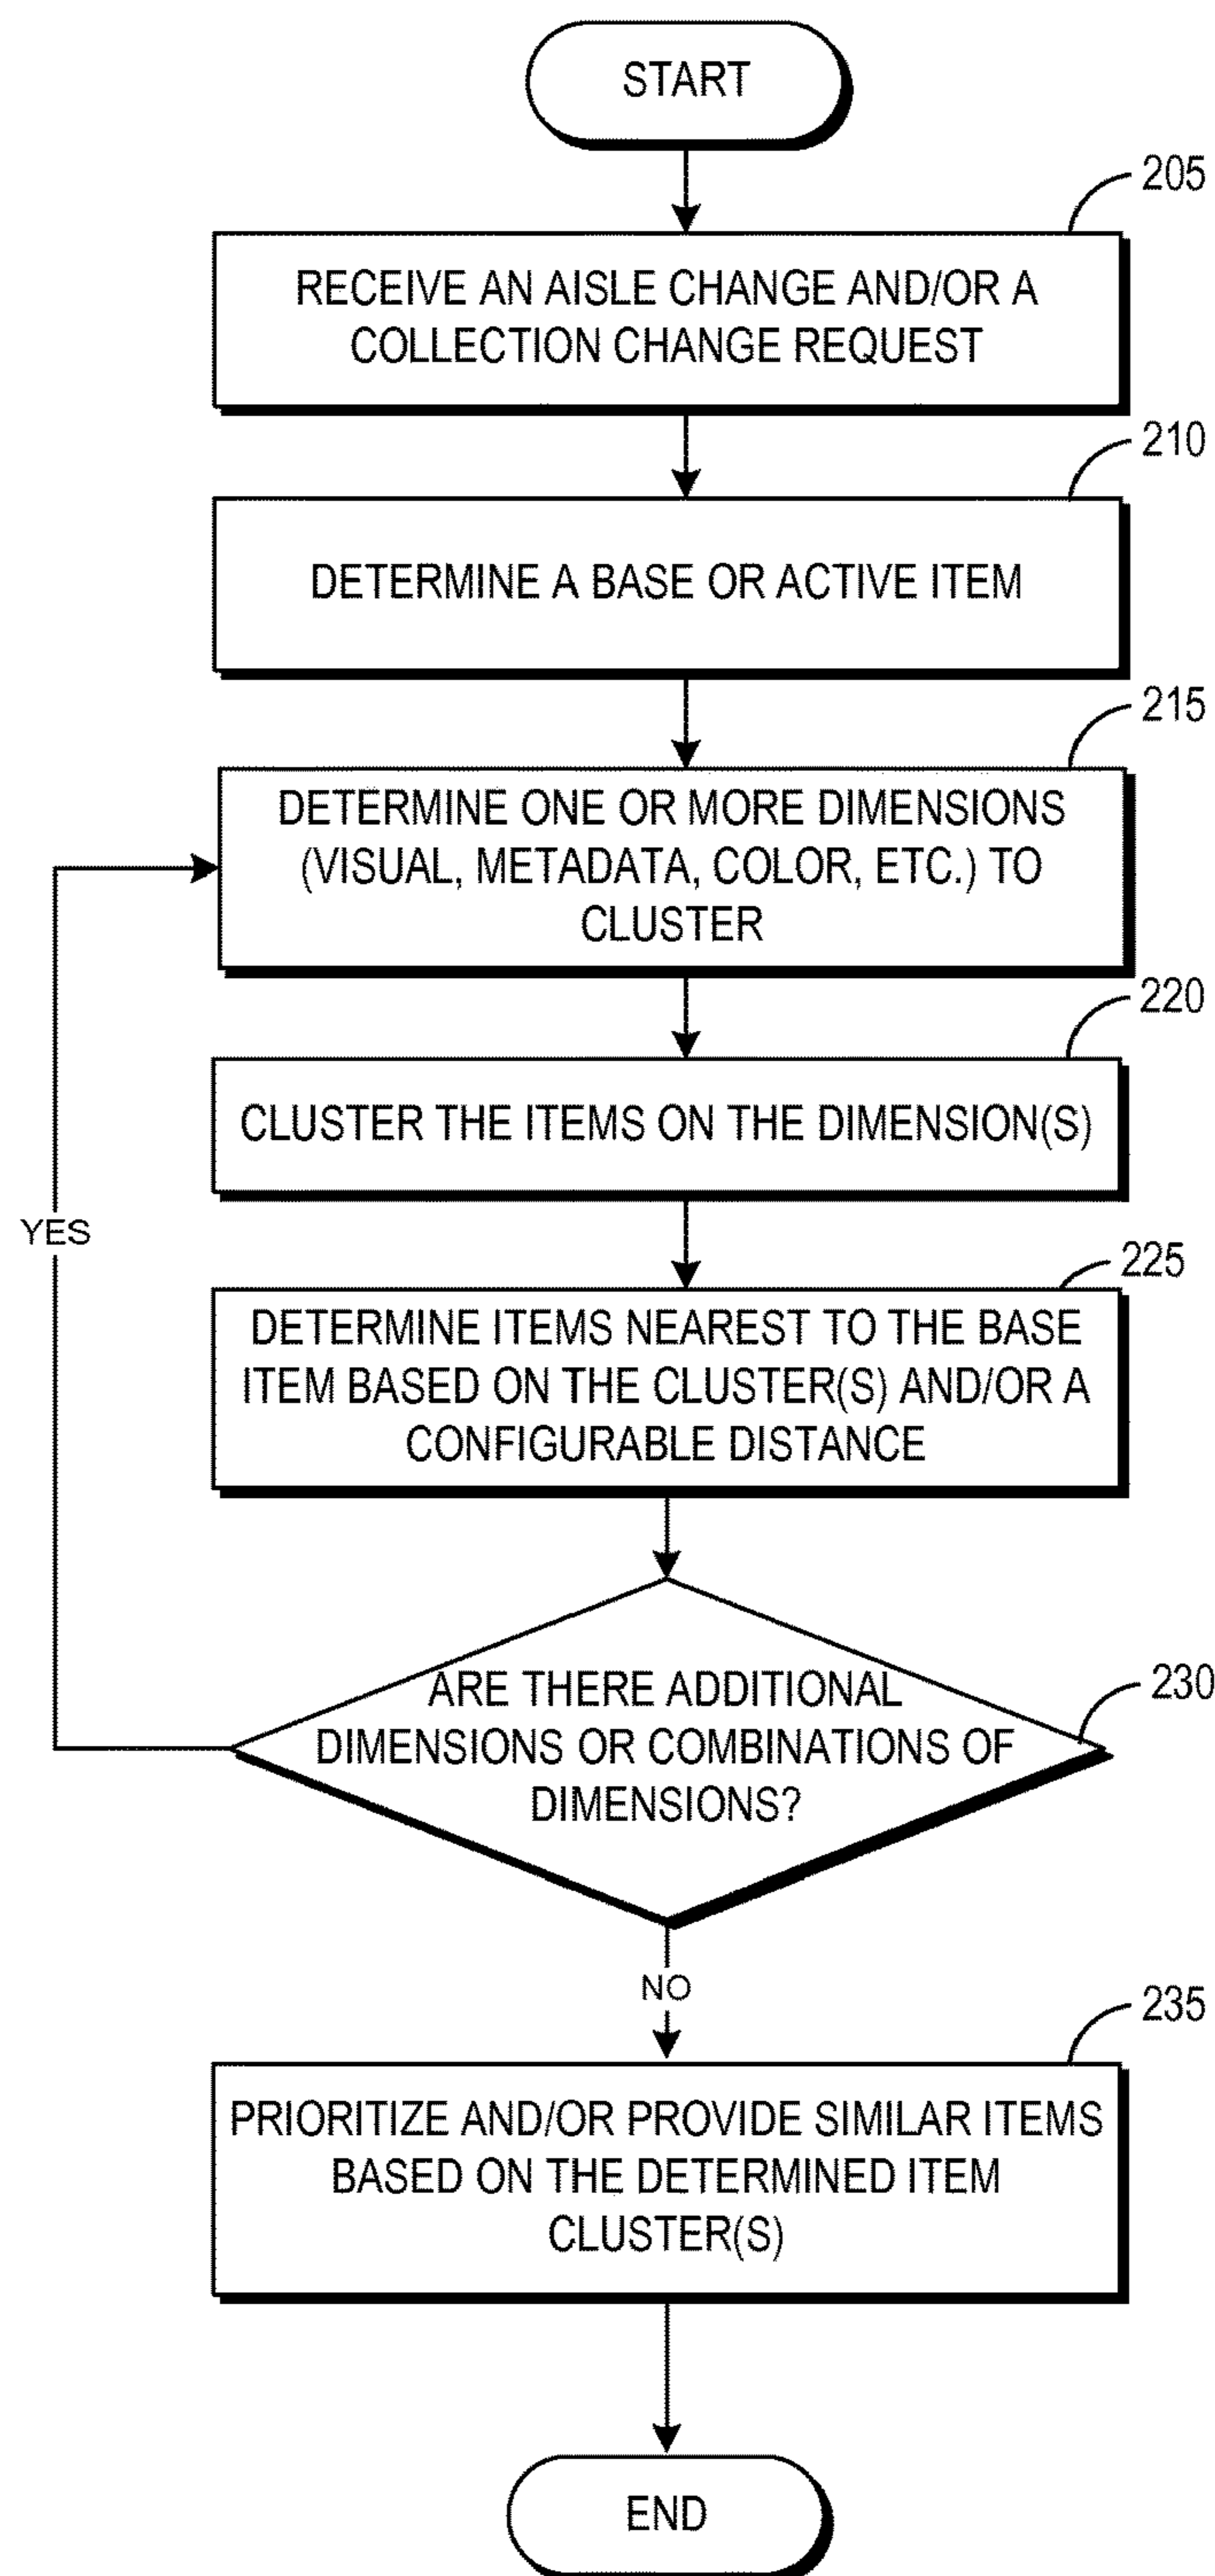 START
205
RECEIVE AN AISLE CHANGE AND/OR A
COLLECTION CHANGE REQUEST
210
DETERMINE A BASE OR ACTIVE ITEM
215
DETERMINE ONE OR MORE DIMENSIONS
(VISUAL, METADATA, COLOR, ETC.) TO
CLUSTER
220
CLUSTER THE ITEMS ON THE DIMENSION(S)
YES
225
DETERMINE ITEMS NEAREST TO THE BASE
ITEM BASED ON THE CLUSTER(S) AND/OR A
CONFIGURABLE DISTANCE
230
ARE THERE ADDITIONAL
DIMENSIONS OR COMBINATIONS OF
DIMENSIONS?
NO
235
PRIORITIZE AND/OR PROVIDE SIMILAR ITEMS
BASED ON THE DETERMINED ITEM
CLUSTER(S)
END